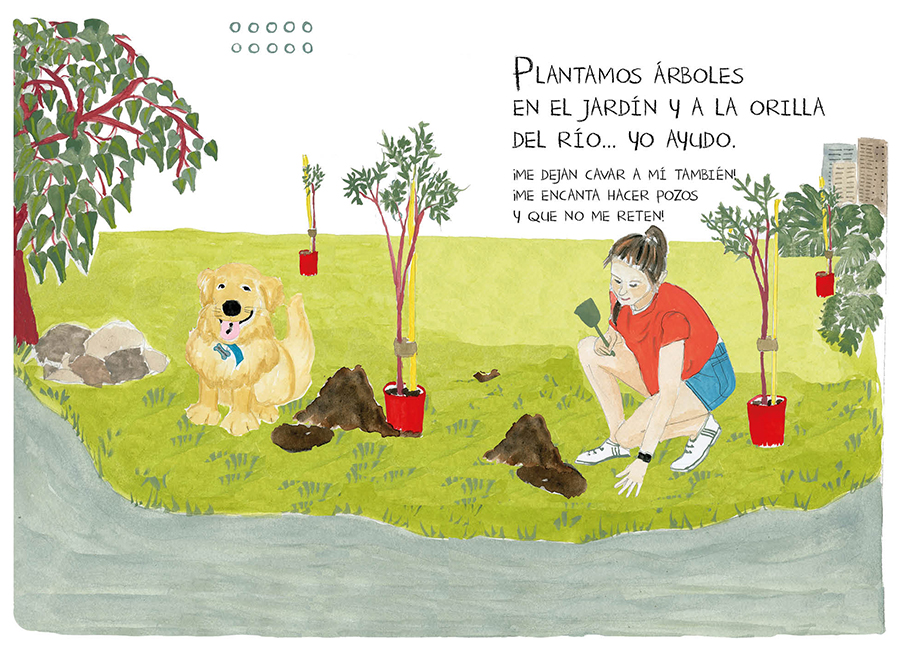 PLANTAMOS ÁRBOLES
EN EL JARDÍN Y A LA ORILLA
DEL RÍO... YO AYUDO.
¡ME DEJAN CAVAR A MÍ TAMBIÉN!
¡ME ENCANTA HACER POZOS
Y QUE NO ME RETEN!